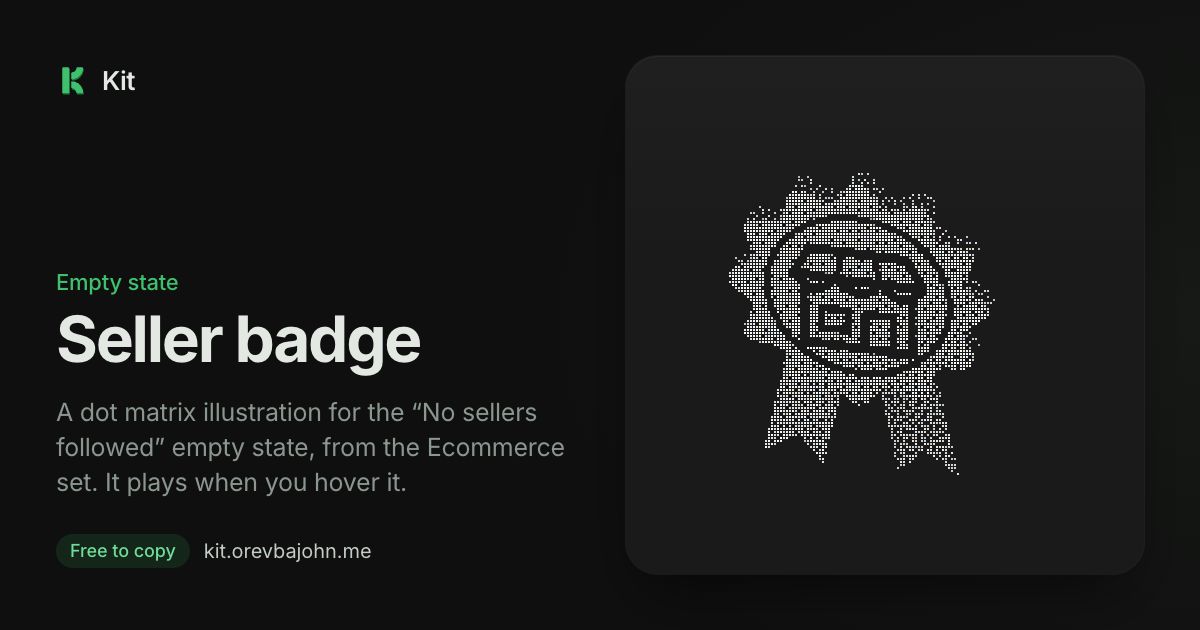 Kit
Empty state
Seller badge
A dot matrix illustration for the “No sellers
followed” empty state, from the Ecommerce
set. It plays when you hover it.
Free to copy
kit.orevbajohn.me